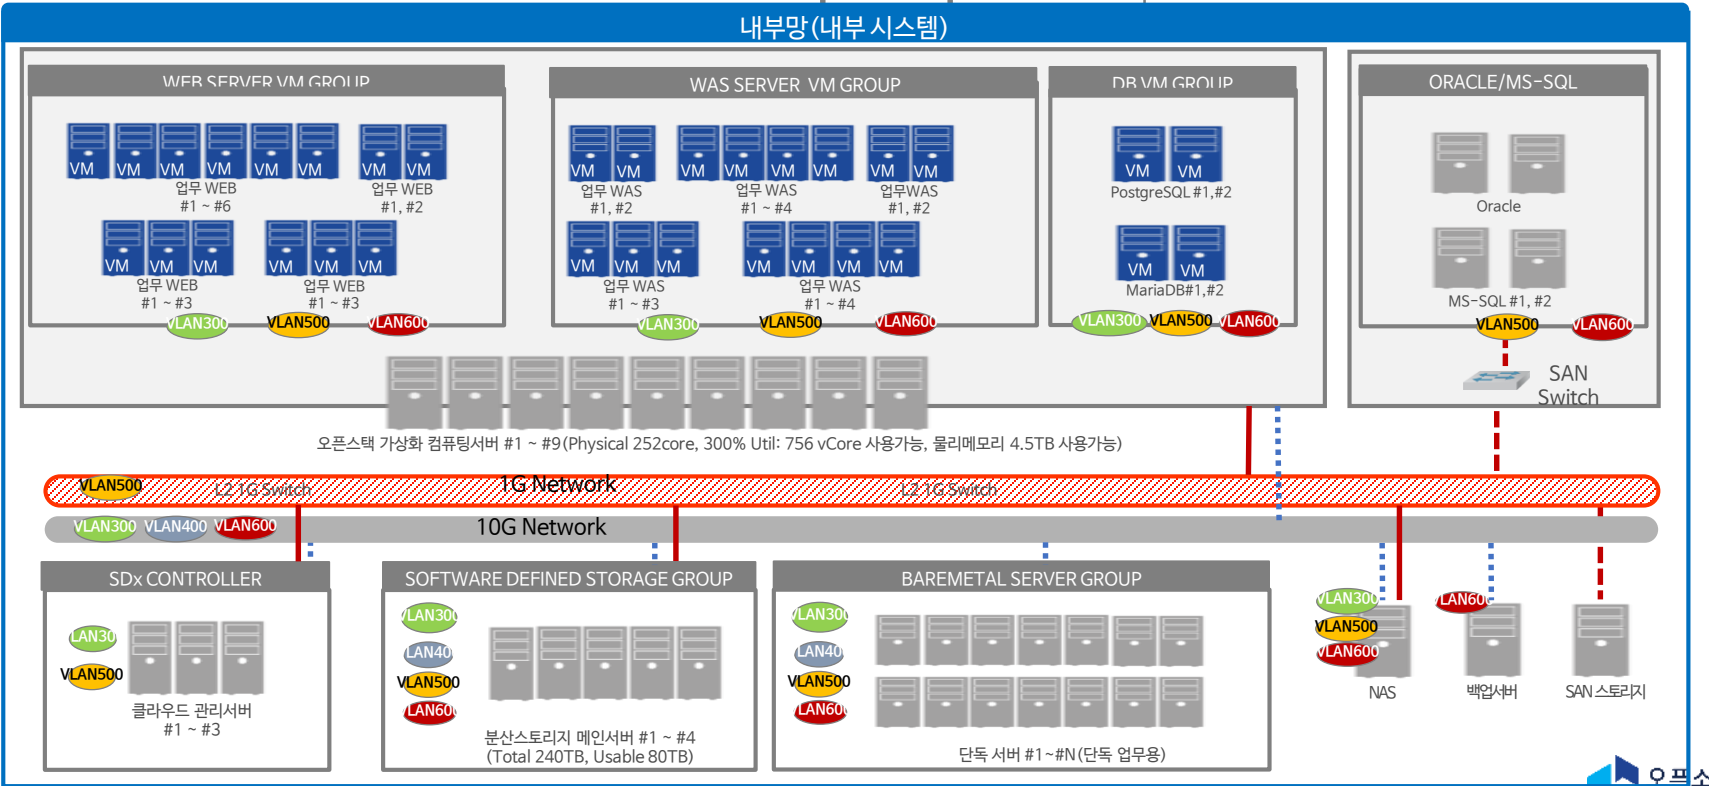 내부망(내부 시스템)
WEB SERVER VM GROUP
WAS SERVER VM GROUP
DB VM GROUP
ORACLE/MS-SQL
VM VM VM VM VM VM
VM VM
VM VM
VM VM VM VM
VM VM
VM VM
업무 WEB
#1 ~ #6
업무 WEB
#1, #2
업무 WAS
#1, #2
업무 WAS
#1 ~ #4
업무WAS
#1, #2
PostgreSQL #1,#2
Oracle
VM VM VM
VM VM VM
VM VM VM
VM VM VM VM
VM VM
업무 WEB
#1 ~ #3
업무 WEB
#1 ~ #3
업무 WAS
#1 ~ #3
업무 WAS
#1 ~ #4
MariaDB#1,#2
MS-SQL #1, #2
VLAN300 VLAN500 VLAN600
VLAN300 VLAN500 VLAN600
VLAN300 VLAN500 VLAN600
VLAN500 VLAN600
SAN
Switch
오픈스택 가상화 컴퓨팅서버 #1 ~ #9(Physical 252core, 300% Util: 756 vCore 사용가능, 물리메모리 4.5TB 사용가능)
VLAN500
L2 1G Switch
1G Network
L2 1G Switch
VLAN300 VLAN400 VLAN600
10G Network
SDx CONTROLLER
LAN30
VLAN500
클라우드 관리서버
#1 ~ #3
SOFTWARE DEFINED STORAGE GROUP
VLAN300
LAN40
VLAN500
LAN60
분산스토리지 메인서버 #1 ~ #4
(Total 240TB, Usable 80TB)
BAREMETAL SERVER GROUP
VLAN300
LAN40
VLAN500
LAN60
단독 서버 #1~#N(단독 업무용)
VLAN300
VLAN500
VLAN600
NAS
VLAN600
백업서버
SAN 스토리지
오픈소